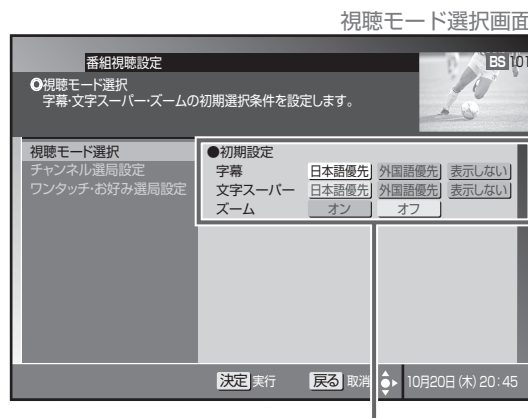 視聴モード選択画面
番組視聴設定
BS 101
視聴モード選択
字幕・文字スーパー・ズームの初期選択条件を設定します。
視聴モード選択
チャンネル選局設定
ワンタッチ・お好み選局設定
●初期設定
字幕 日本語優先 外国語優先 表示しない
文字スーパー 日本語優先 外国語優先 表示しない
ズーム オン オフ
決定 実行 戻る 取消 10月20日(木)20:45